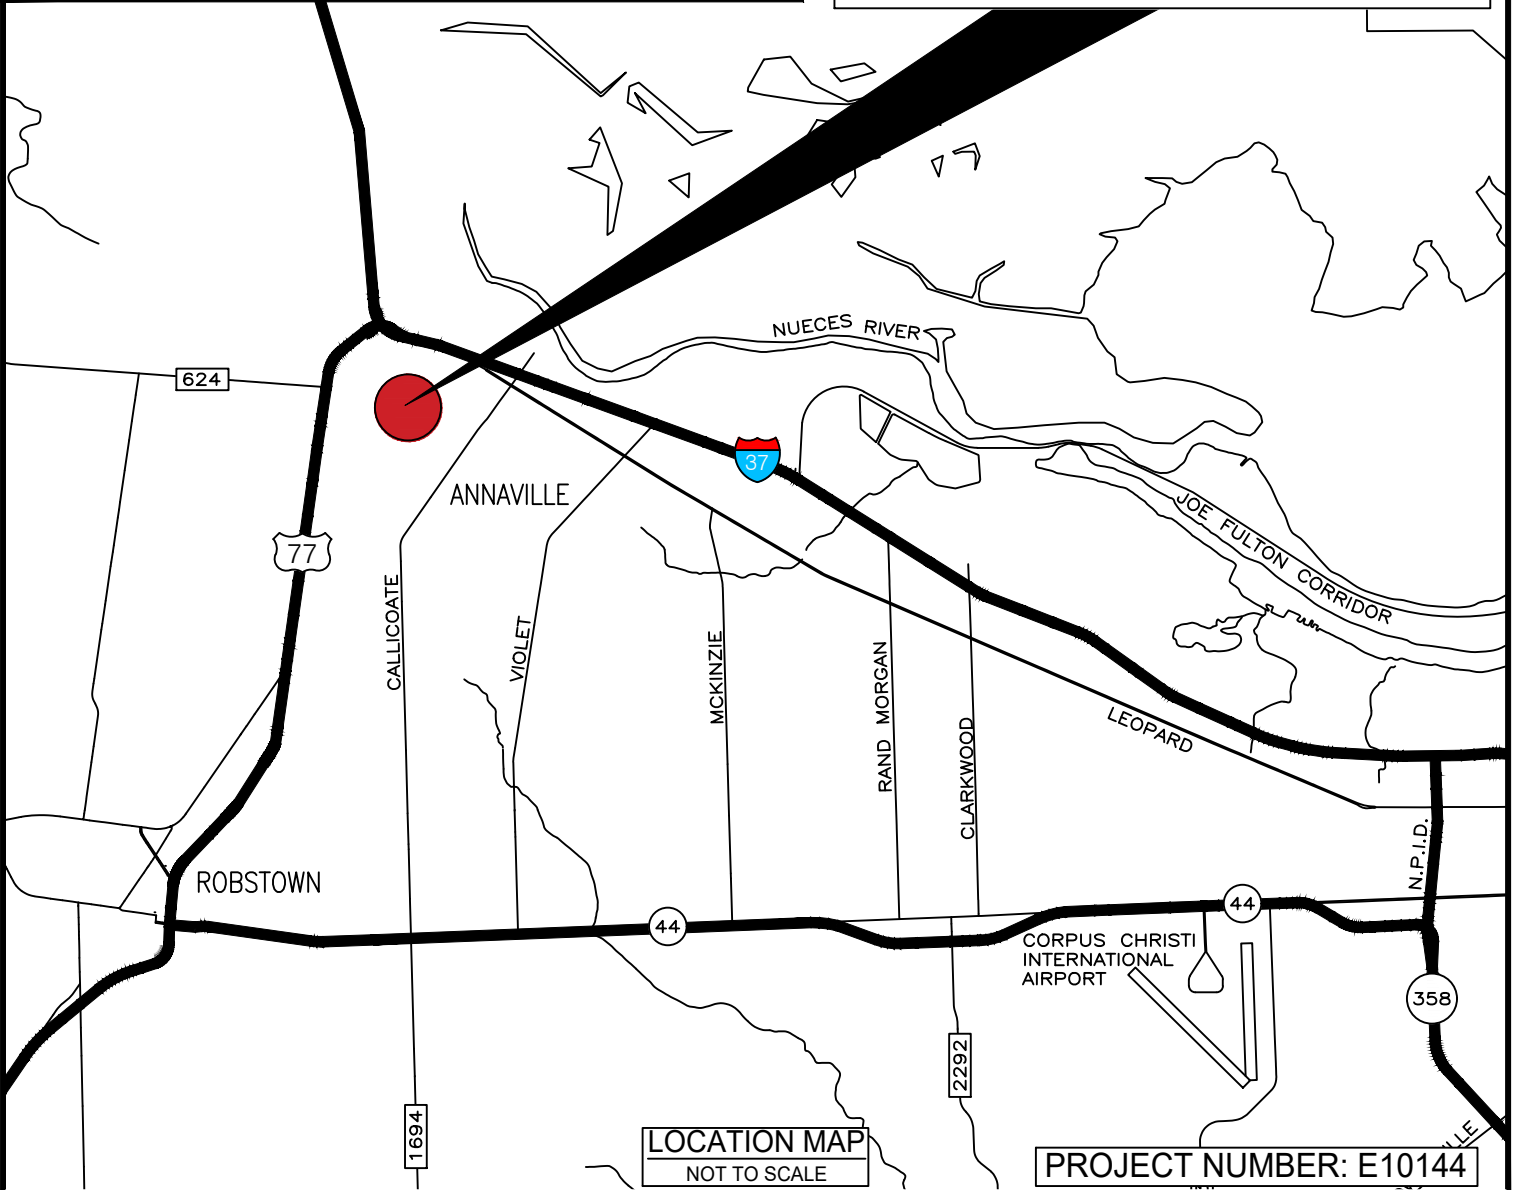 NUECES RIVER
624
37
ANNAVILLE
JOE FULTON CORRIDOR
77
CALLICOATE
VIOLET
MCKINZIE
RAND MORGAN
CLARKWOOD
LEOPARD
N.P.I.D.
ROBSTOWN
44
44
CORPUS CHRISTI
INTERNATIONAL
AIRPORT
358
2292
1694
LOCATION MAP
NOT TO SCALE
PROJECT NUMBER: E10144